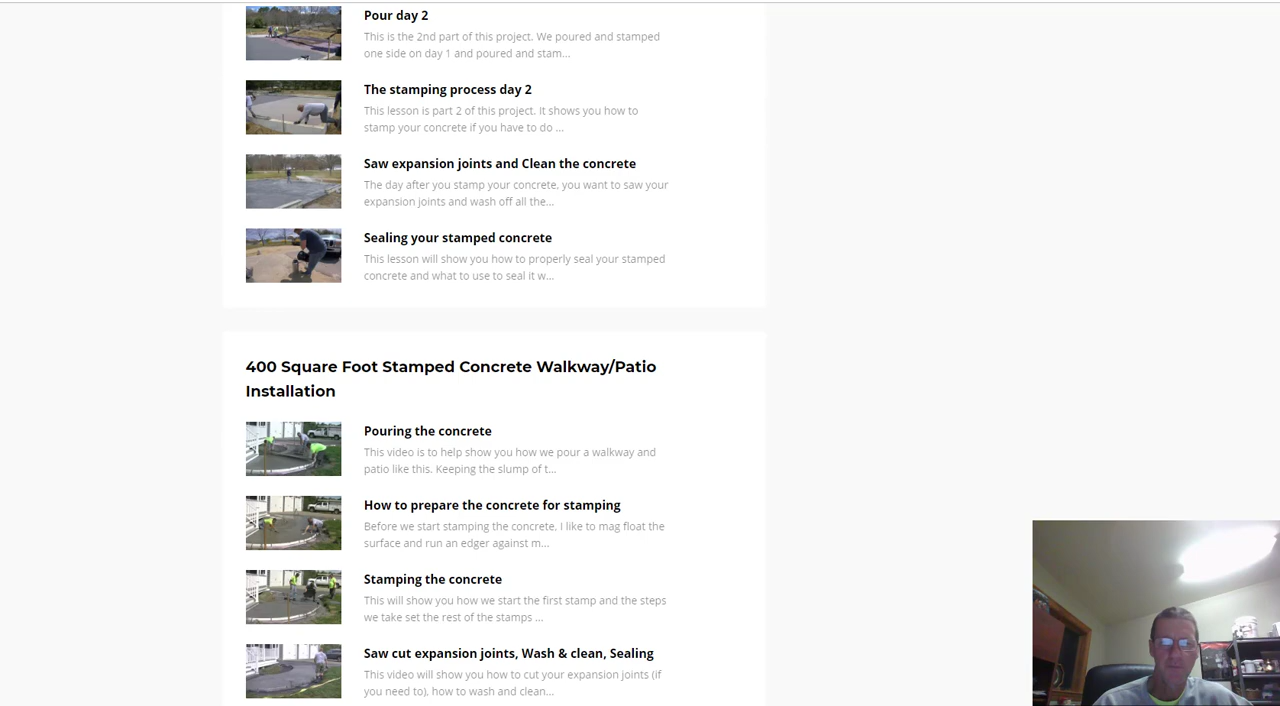 Pour day 2
This is the 2nd part of this project. We poured and stamped
one side on day 1 and poured and stam...
The stamping process day 2
This lesson is part 2 of this project. It shows you how to
stamp your concrete if you have to do ...
Saw expansion joints and Clean the concrete
The day after you stamp your concrete, you want to saw your
expansion joints and wash off all the...
Sealing your stamped concrete
This lesson will show you how to properly seal your stamped
concrete and what to use to seal it w...
400 Square Foot Stamped Concrete Walkway/Patio
Installation
Pouring the concrete
This video is to help show you how we pour a walkway and
patio like this. Keeping the slump of t...
How to prepare the concrete for stamping
Before we start stamping the concrete, I like to mag float the
surface and run an edger against m...
Stamping the concrete
This will show you how we start the first stamp and the steps
we take set the rest of the stamps ...
Saw cut expansion joints, Wash & clean, Sealing
This video will show you how to cut your expansion joints (if
you need to), how to wash and clean...